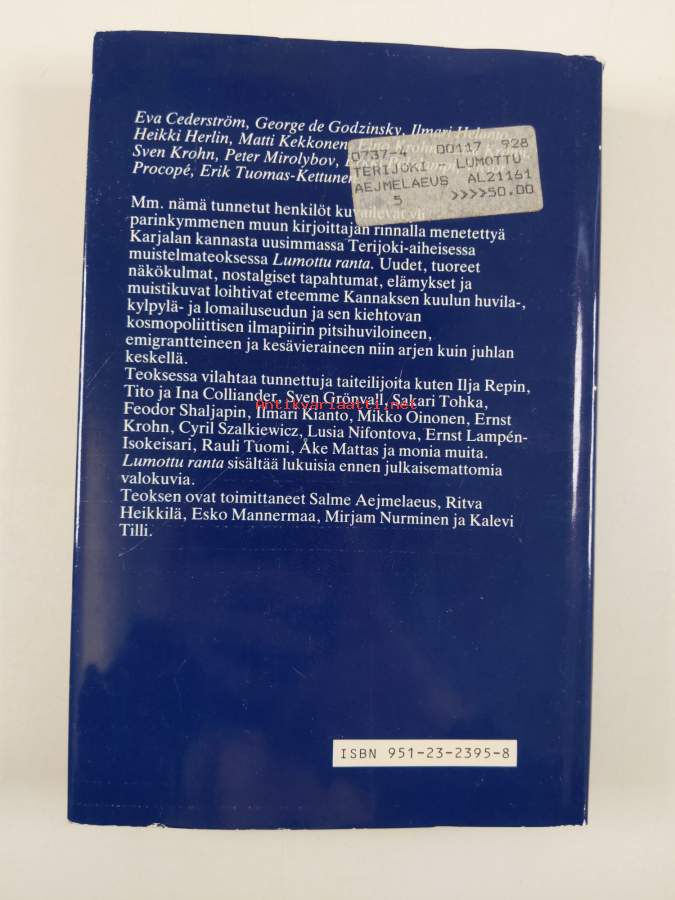 Eva Cederström, George de Godzinsky, Ilmari
Heikki Herlin, Matti Kekkonen,
Sven Krohn, Peter Mirolybov,
Procopé, Erik Tuomas-Kettunen
0737-4 00117 928
TERIJOKI LUMOTTU
AEJMELAEUS AL21161
5 >>>>50.00
Mm. nämä tunnetut henkilöt kuvailevat yli
parinkymmenen muun kirjoittajan rinnalla menetettyä
Karjalan kannasta uusimmassa Terijoki-aiheisessa
muistelmateoksessa Lumottu ranta. Uudet, tuoreet
näkökulmat, nostalgiset tapahtumat, elämykset ja
muistikuvat loihtivat eteemme Kannaksen kuulun huvila-,
kylpylä- ja lomailuseudun ja sen kiehtovan
kosmopoliittisen ilmapiirin pitsihuviloineen,
emigrantteineen ja kesävieraineen niin arjen kuin juhlan
keskellä.
Teoksessa vilahtaa tunnettuja taiteilijoita kuten Ilja Repin,
Tito ja Ina Colliander, Sven Grönvall, Sakari Tohka,
Antikvariaatti.net
Feodor Shaljapin, Ilmari Kianto, Mikko Oinonen, Ernst
Krohn, Cyril Szalkiewicz, Lusia Nifontova, Ernst Lampén-
Isokeisari, Rauli Tuomi, Åke Mattas ja monia muita.
Lumottu ranta sisältää lukuisia ennen julkaisemattomia
valokuvia.
Teoksen ovat toimittaneet Salme Aejmelaeus, Ritva
Heikkilä, Esko Mannermaa, Mirjam Nurminen ja Kalevi
Tilli.
ISBN 951-23-2395-8